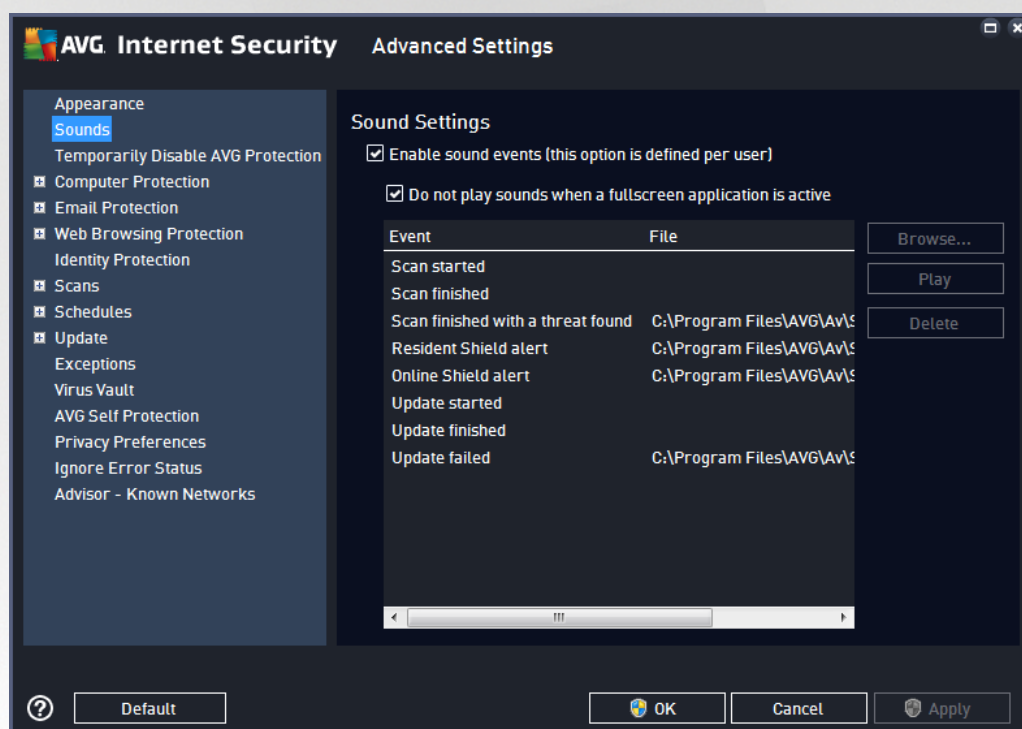 AVG. Internet Security Advanced Settings
Appearance
Sounds
Temporarily Disable AVG Protection
Computer Protection
Email Protection
Web Browsing Protection
Identity Protection
Scans
Schedules
Update
Exceptions
Virus Vault
AVG Self Protection
Privacy Preferences
Ignore Error Status
Advisor - Known Networks
Sound Settings
Enable sound events (this option is defined per user)
Do not play sounds when a fullscreen application is active
Event File
Scan started
Scan finished
Scan finished with a threat found C:\Program Files\AVG\Av\S
Resident Shield alert C:\Program Files\AVG\Av\S
Online Shield alert C:\Program Files\AVG\Av\S
Update started
Update finished
Update failed C:\Program Files\AVG\Av\S
Browse...
Play
Delete
? Default OK Cancel Apply